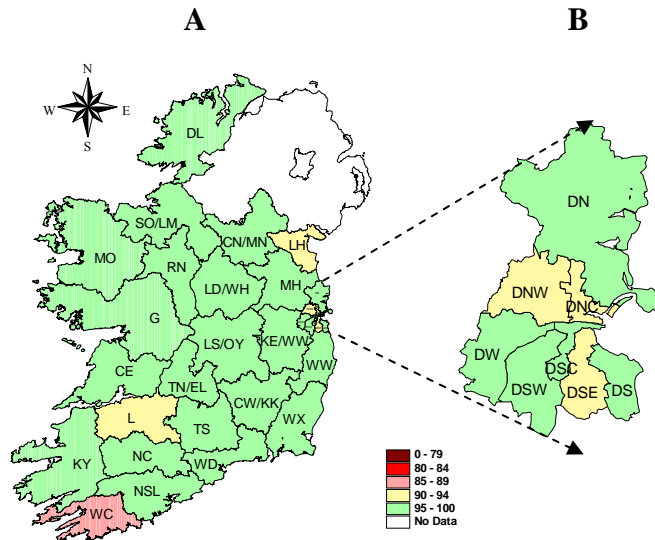 A
B
N
W E
S
DL
SO/LM
CN/MN
LH
MO
RN
LD/WH
MH
G
LS/OY
KE/WW
WW
CE
TN/EL
CW/KK
L
TS
WX
KY
NC
WD
NSL
WC
DN
DNW
DNC
DW
DSC
DSW
DSE
DS
0 - 79
80 - 84
85 - 89
90 - 94
95 - 100
No Data